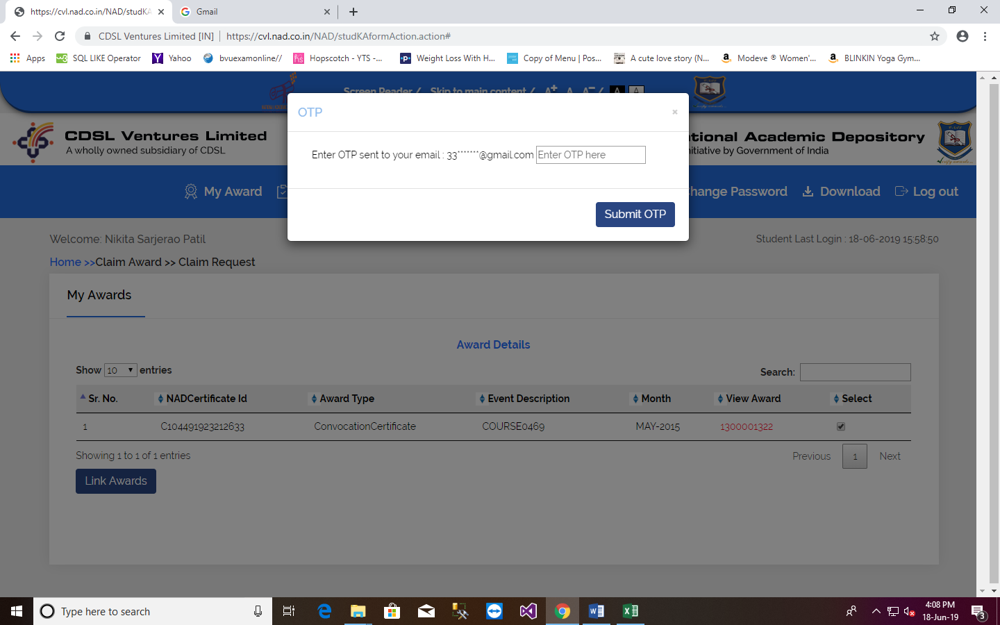 https://cvl.nad.co.in/NAD/studKA
Gmail
CDSL Ventures Limited [IN] | https://cvl.nad.co.in/NAD/studKAformAction.action#
Apps
SQL LIKE Operator
Yahoo
bvuexamonline//
Hopscotch - YTS -...
Weight Loss With H...
Copy of Menu | Pos...
A cute love story (N...
Modeve ® Women'...
BLINKIN Yoga Gym...
Screen Reader / Skip to main content / A+ A A- / A A
CDSL Ventures Limited
A wholly owned subsidiary of CDSL
tional Academic Depository
nitiative by Government of India
OTP
×
Enter OTP sent to your email : 33*******@gmail.com Enter OTP here
Submit OTP
My Award
hange Password
Download
Log out
Welcome: Nikita Sarjerao Patil
Student Last Login : 18-06-2019 15:58:50
Home >>Claim Award >> Claim Request
My Awards
Award Details
Show 10 entries
Search:
Sr. No. NADCertificate Id Award Type Event Description Month View Award Select
1 C104491923212633 ConvocationCertificate COURSE0469 MAY-2015 1300001322
Showing 1 to 1 of 1 entries
Previous 1 Next
Link Awards
Type here to search
4:08 PM
18-Jun-19
3